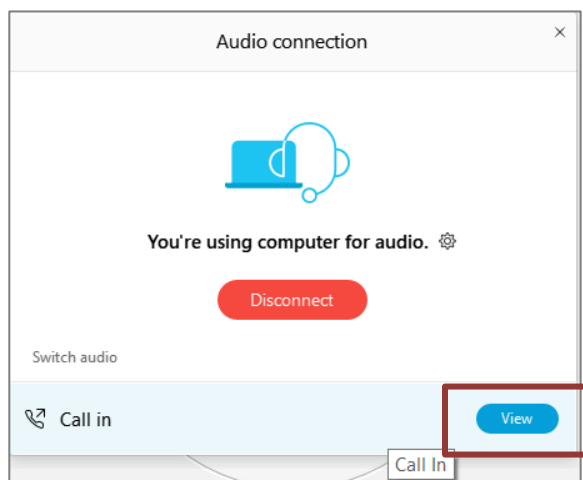 Audio connection
You're using computer for audio.
Disconnect
Switch audio
Call in
View
Call In